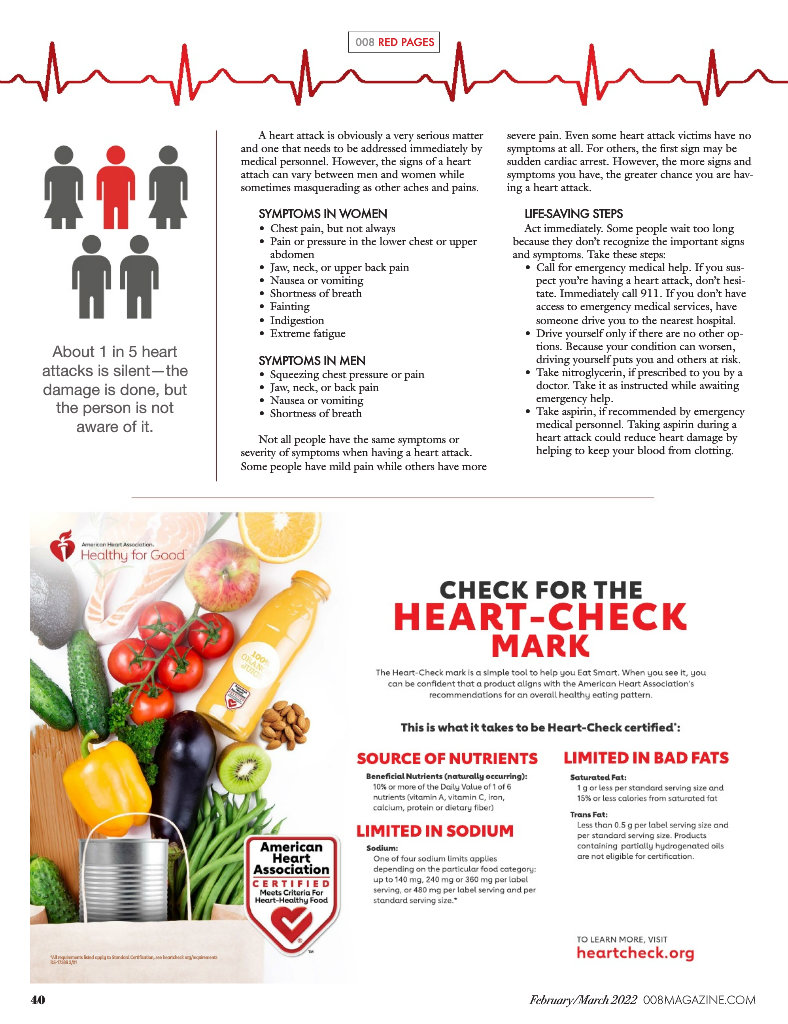 008 RED PAGES
About 1 in 5 heart
attacks is silent—the
damage is done, but
the person is not
aware of it.
A heart attack is obviously a very serious matter
and one that needs to be addressed immediately by
medical personnel. However, the signs of a heart
attach can vary between men and women while
sometimes masquerading as other aches and pains.
SYMPTOMS IN WOMEN
• Chest pain, but not always
• Pain or pressure in the lower chest or upper
abdomen
• Jaw, neck, or upper back pain
• Nausea or vomiting
• Shortness of breath
• Fainting
• Indigestion
• Extreme fatigue
SYMPTOMS IN MEN
• Squeezing chest pressure or pain
• Jaw, neck, or back pain
• Nausea or vomiting
• Shortness of breath
Not all people have the same symptoms or
severity of symptoms when having a heart attack.
Some people have mild pain while others have more
severe pain. Even some heart attack victims have no
symptoms at all. For others, the first sign may be
sudden cardiac arrest. However, the more signs and
symptoms you have, the greater chance you are hav-
ing a heart attack.
LIFE-SAVING STEPS
Act immediately. Some people wait too long
because they don't recognize the important signs
and symptoms. Take these steps:
• Call for emergency medical help. If you sus-
pect you're having a heart attack, don't hesi-
tate. Immediately call 911. If you don't have
access to emergency medical services, have
someone drive you to the nearest hospital.
• Drive yourself only if there are no other op-
tions. Because your condition can worsen,
driving yourself puts you and others at risk.
• Take nitroglycerin, if prescribed to you by a
doctor. Take it as instructed while awaiting
emergency help.
• Take aspirin, if recommended by emergency
medical personnel. Taking aspirin during a
heart attack could reduce heart damage by
helping to keep your blood from clotting.
American Heart Association.
Healthy for Good™
100%
ORANGE
JUICE
American
Heart
Association
CERTIFIED
Meets Criteria For
Heart-Healthy Food
®
™
*All requirements listed apply to Standard Certification, see heartcheck.org/requirements
CHECK FOR THE
HEART-CHECK
MARK
The Heart-Check mark is a simple tool to help you Eat Smart. When you see it, you
can be confident that a product aligns with the American Heart Association's
recommendations for an overall healthy eating pattern.
This is what it takes to be Heart-Check certified*:
SOURCE OF NUTRIENTS
Beneficial Nutrients (naturally occurring):
10% or more of the Daily Value of 1 of 6
nutrients (vitamin A, vitamin C, iron,
calcium, protein or dietary fiber)
LIMITED IN SODIUM
Sodium:
One of four sodium limits applies
depending on the particular food category:
up to 140 mg, 240 mg or 360 mg per label
serving, or 480 mg per label serving and per
standard serving size.*
LIMITED IN BAD FATS
Saturated Fat:
1 g or less per standard serving size and
15% or less calories from saturated fat
Trans Fat:
Less than 0.5 g per label serving size and
per standard serving size. Products
containing partially hydrogenated oils
are not eligible for certification.
TO LEARN MORE, VISIT
heartcheck.org
40
February/March 2022 008MAGAZINE.COM